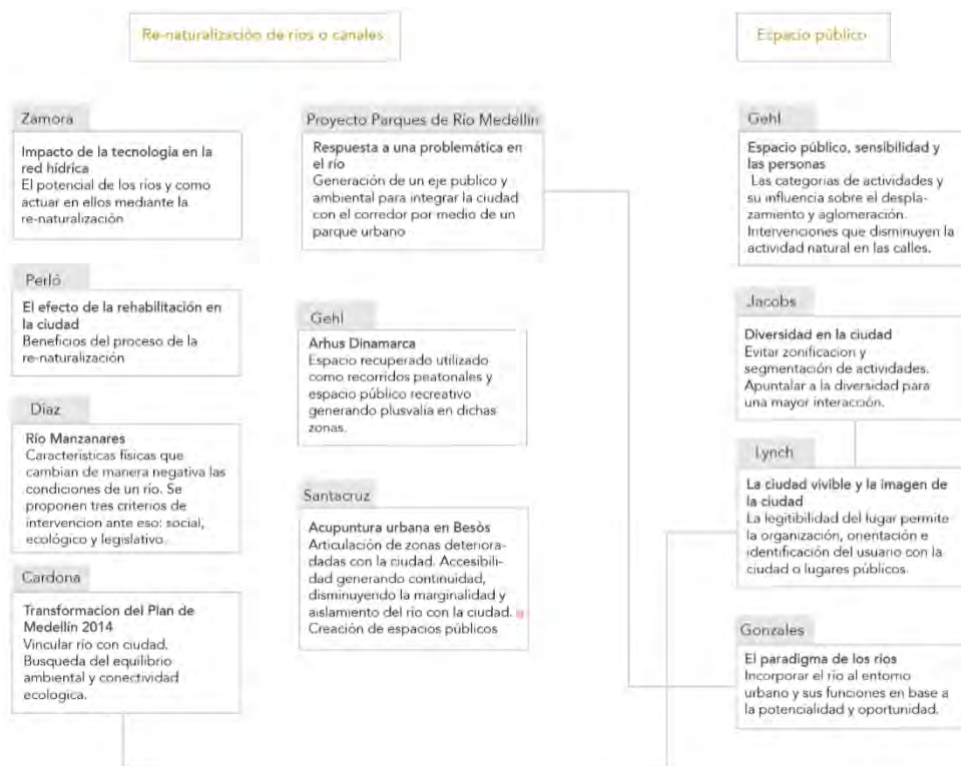 Re-naturalización de ríos o canales
Espacio público
Zamora
Impacto de la tecnologia en la
red hídrica
El potencial de los ríos y como
actuar en ellos mediante la
re-naturalización
Perló
El efecto de la rehabilitación en
la ciudad
Beneficios del proceso de la
re-naturalización
Díaz
Río Manzanares
Caracteristicas físicas que
cambian de manera negativa las
condiciones de un río. Se
proponen tres criterios de
intervencion ante eso: social,
ecológico y legislativo.
Cardona
Transformacion del Plan de
Medellín 2014
Vincular río con ciudad.
Busqueda del equilibrio
ambiental y conectividad
ecologica.
Proyecto Parques de Río Medellín
Respuesta a una problemática en
el río
Generación de un eje publico y
ambiental para integrar la ciudad
con el corredor por medio de un
parque urbano
Gehl
Arhus Dinamarca
Espacio recuperado utilizado
como recorridos peatonales y
espacio público recreativo
generando plusvalía en dichas
zonas.
Santacruz
Acupuntura urbana en Besòs
Articulación de zonas deteriora-
dadas con la ciudad. Accesibili-
dad generando continuidad,
disminuyendo la marginalidad y
aislamiento del río con la ciudad.
Creación de espacios públicos
Gehl
Espacio público, sensibilidad y
las personas
Las categorias de actividades y
su influencia sobre el despla-
zamiento y aglomeración.
Intervenciones que disminuyen la
actividad natural en las calles.
Jacobs
Diversidad en la ciudad
Evitar zonificacion y
segmentación de actividades.
Apuntalar a la diversidad para
una mayor interacción.
Lynch
La ciudad vivible y la imagen de
la ciudad
La legitibilidad del lugar permite
la organización, orientación e
identificación del usuario con la
ciudad o lugares públicos.
Gonzales
El paradigma de los rios
Incorporar el río al entorno
urbano y sus funciones en base a
la potencialidad y oportunidad.